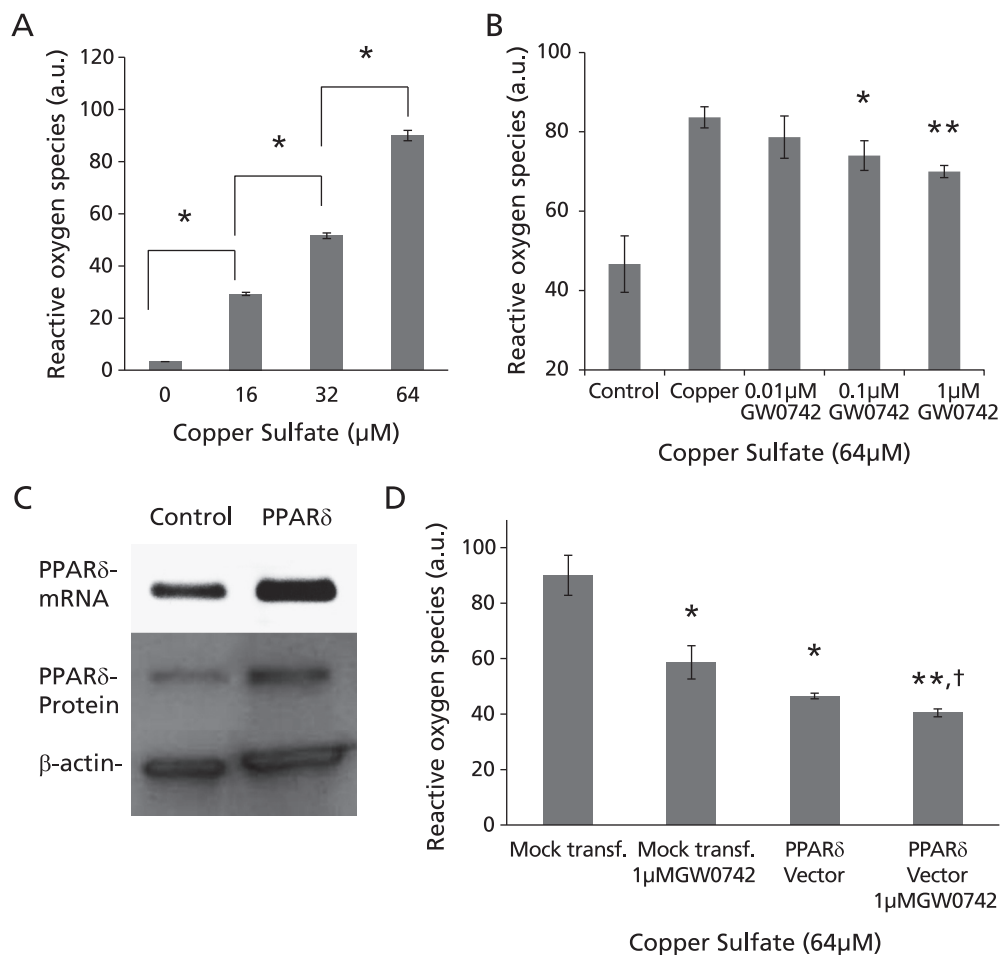 A
Reactive oxygen species (a.u.)
120
100
80
60
40
20
0
*
*
*
0 16 32 64
Copper Sulfate (µM)
B
Reactive oxygen species (a.u.)
100
80
60
40
20
*
**
Control Copper 0.01µM 0.1µM 1µM
GW0742 GW0742 GW0742
Copper Sulfate (64µM)
C
Control PPARδ
PPARδ-
mRNA
PPARδ-
Protein
β-actin-
D
Reactive oxygen species (a.u.)
100
80
60
40
20
0
*
*
**,†
Mock transf. Mock transf. PPARδ PPARδ
1µMGW0742 Vector Vector
1µMGW0742
Copper Sulfate (64µM)